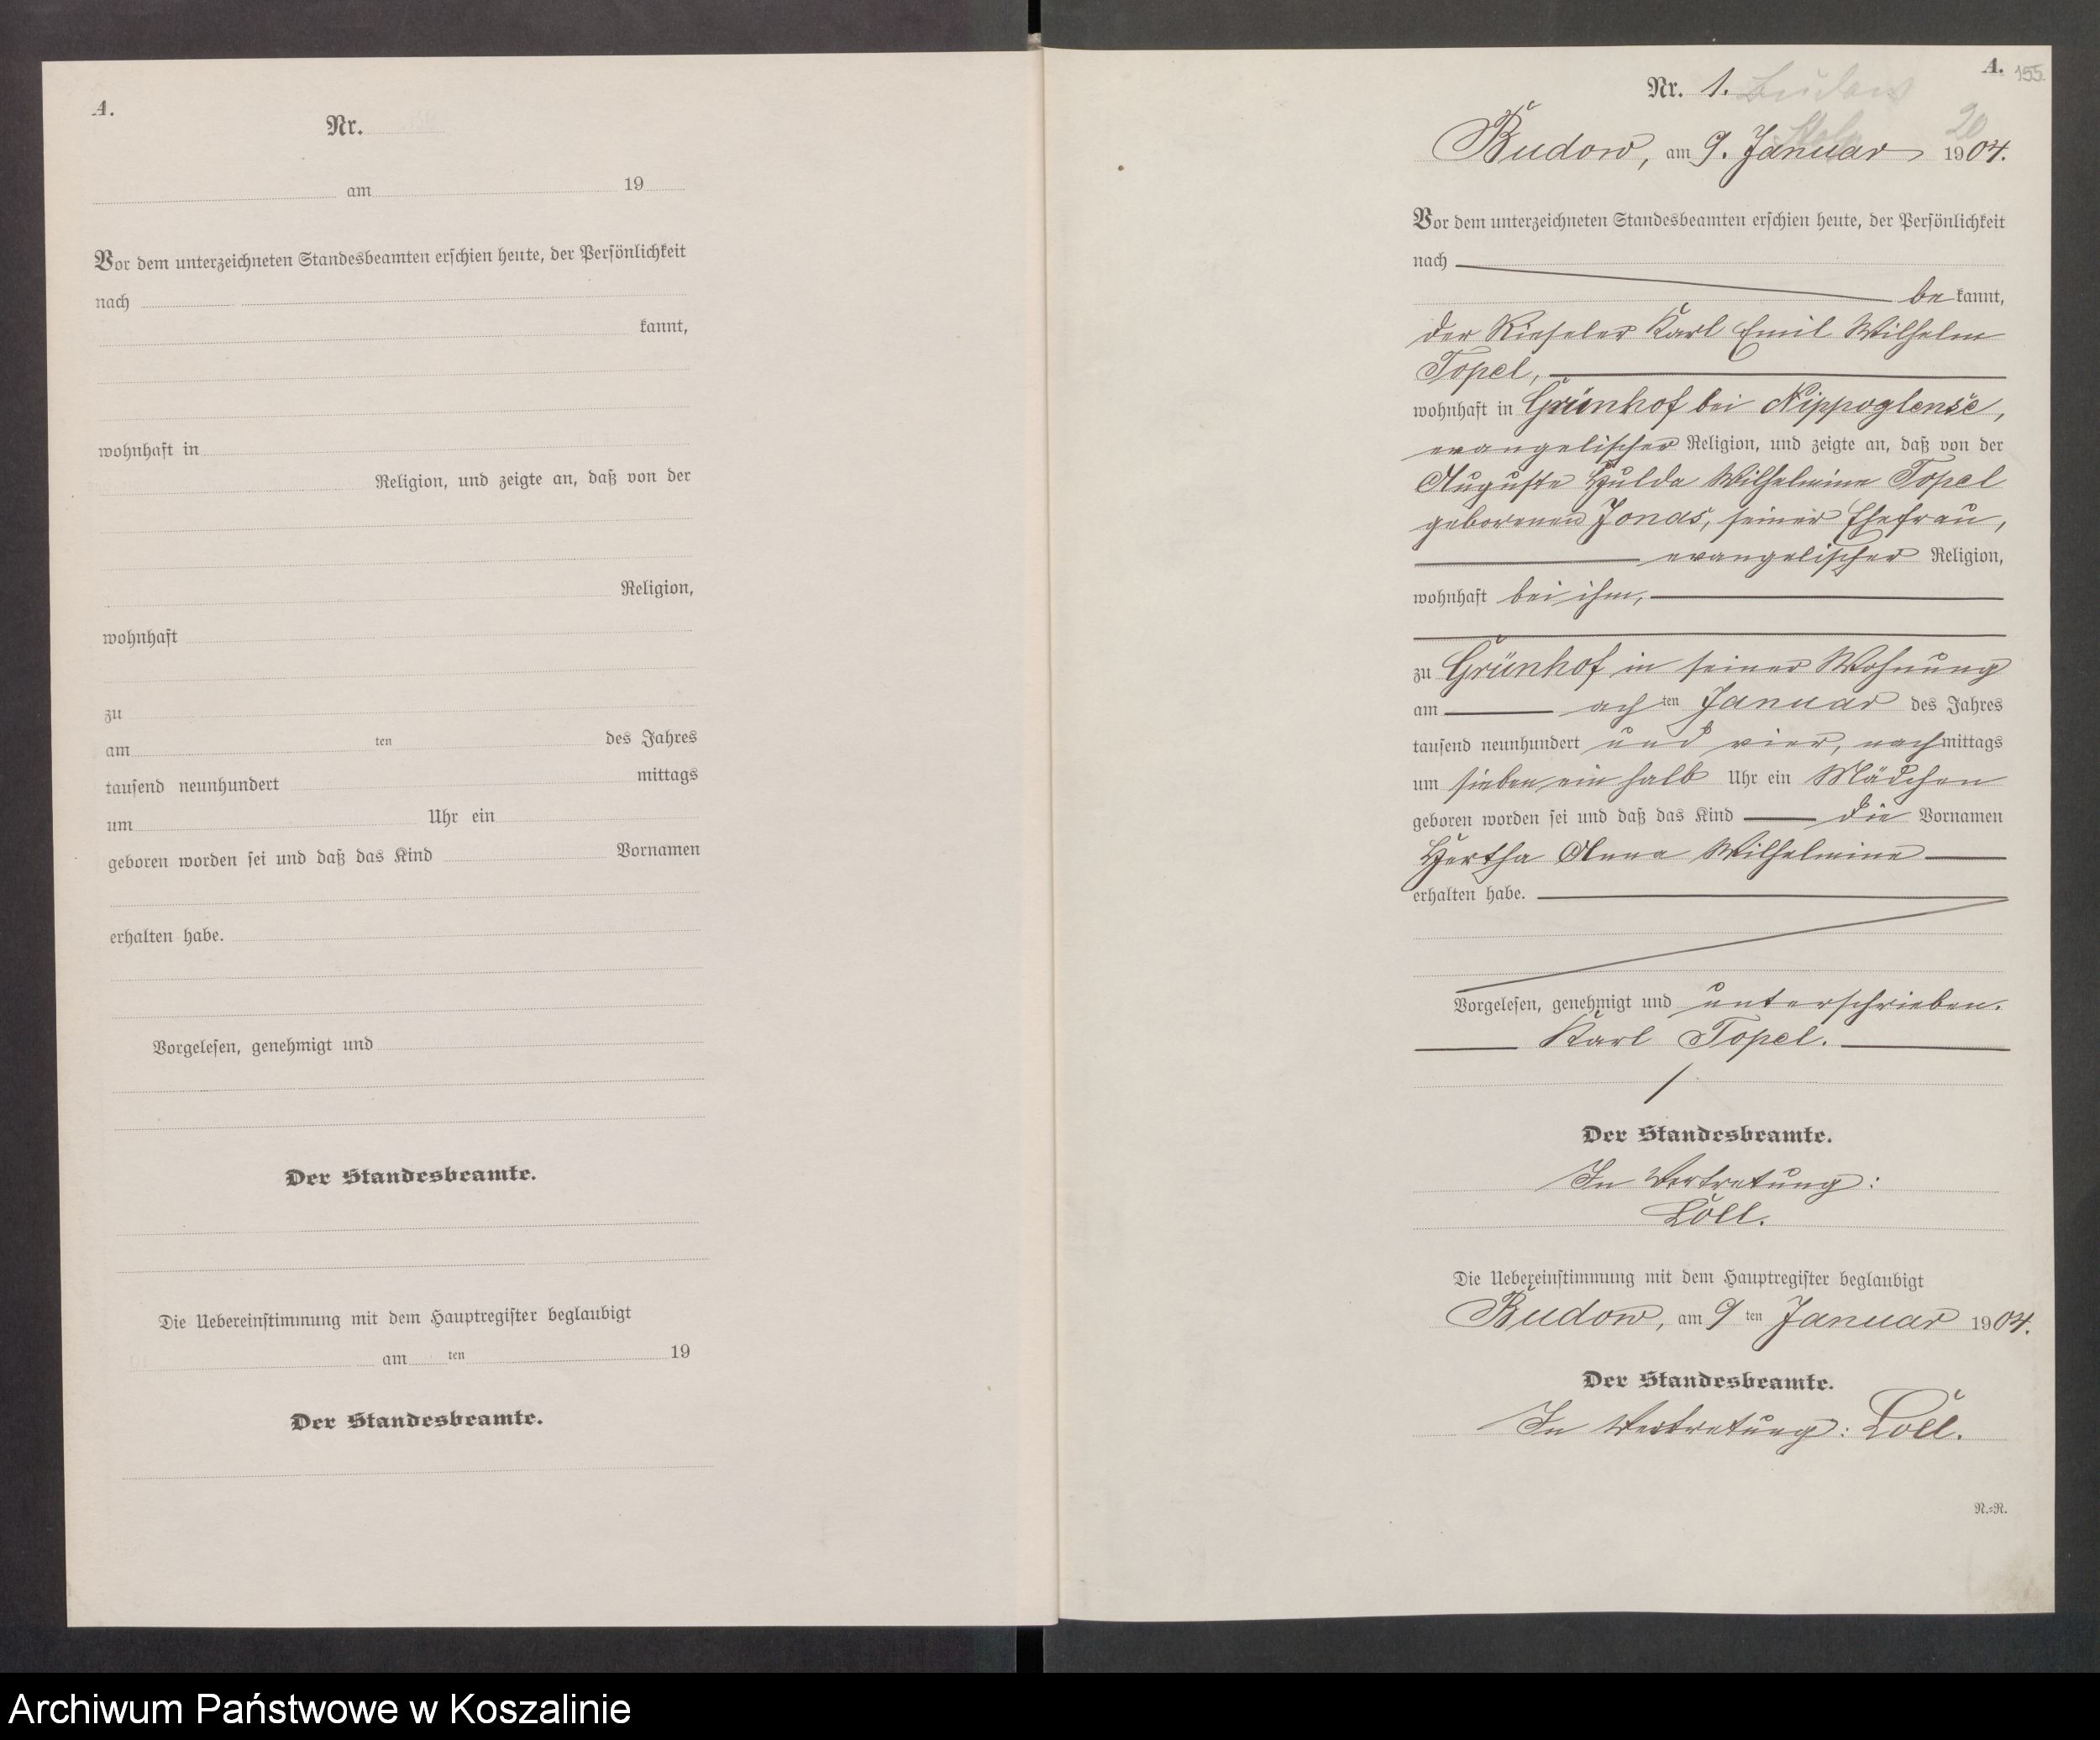 A.
Nr.
am 19
Vor dem unterzeichneten Standesbeamten erschien heute, der Persönlichkeit
nach
kannt,
wohnhaft in
Religion, und zeigte an, daß von der
Religion,
wohnhaft
zu
am ten des Jahres
tausend neunhundert mittags
um Uhr ein
geboren worden sei und daß das Kind Vornamen
erhalten habe.
Vorgelesen, genehmigt und
Der Standesbeamte.
Die Uebereinstimmung mit dem Hauptregister beglaubigt
am ten 19
Der Standesbeamte.
A. 155.
Nr. 1. Budow
20
Budow, am 9. Januar 1904.
Vor dem unterzeichneten Standesbeamten erschien heute, der Persönlichkeit
nach
be kannt,
der Rieseler Karl Emil Wilhelm
Topel,
wohnhaft in Grünhof bei Nippoglense,
evangelischer Religion, und zeigte an, daß von der
Auguste Hulda Wilhelmine Topel
geborenen Jonas, seiner Ehefrau,
evangelischer Religion,
wohnhaft bei ihm,
zu Grünhof in seiner Wohnung
am ach ten Januar des Jahres
tausend neunhundert und vier, nachmittags
um sieben ein halb Uhr ein Mädchen
geboren worden sei und daß das Kind die Vornamen
Hertha Anna Wilhelmine
erhalten habe.
Vorgelesen, genehmigt und unterschrieben.
Karl Topel.
Der Standesbeamte.
In Vertretung:
Loll.
Die Uebereinstimmung mit dem Hauptregister beglaubigt
Budow, am 9 ten Januar 1904.
Der Standesbeamte.
In Vertretung: Loll.
N.=R.
Archiwum Państwowe w Koszalinie